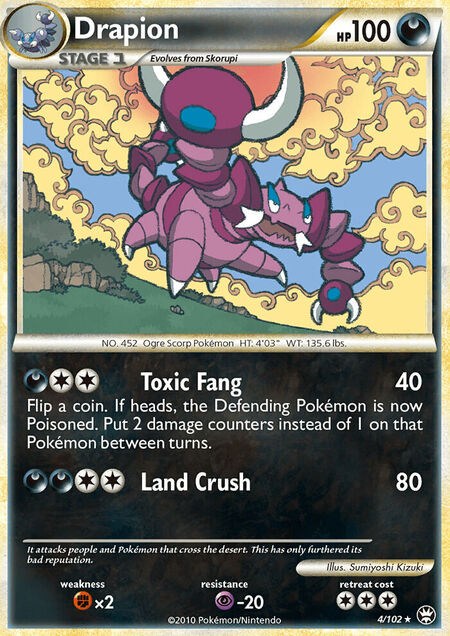 Drapion HP100
STAGE 1 Evolves from Skorupi
NO. 452 Ogre Scorp Pokémon HT: 4'03" WT: 135.6 lbs.
Toxic Fang 40
Flip a coin. If heads, the Defending Pokémon is now
Poisoned. Put 2 damage counters instead of 1 on that
Pokémon between turns.
Land Crush 80
It attacks people and Pokémon that cross the desert. This has only furthered its
bad reputation.
Illus. Sumiyoshi Kizuki
weakness resistance retreat cost
×2 -20
©2010 Pokémon/Nintendo 4/102 ★